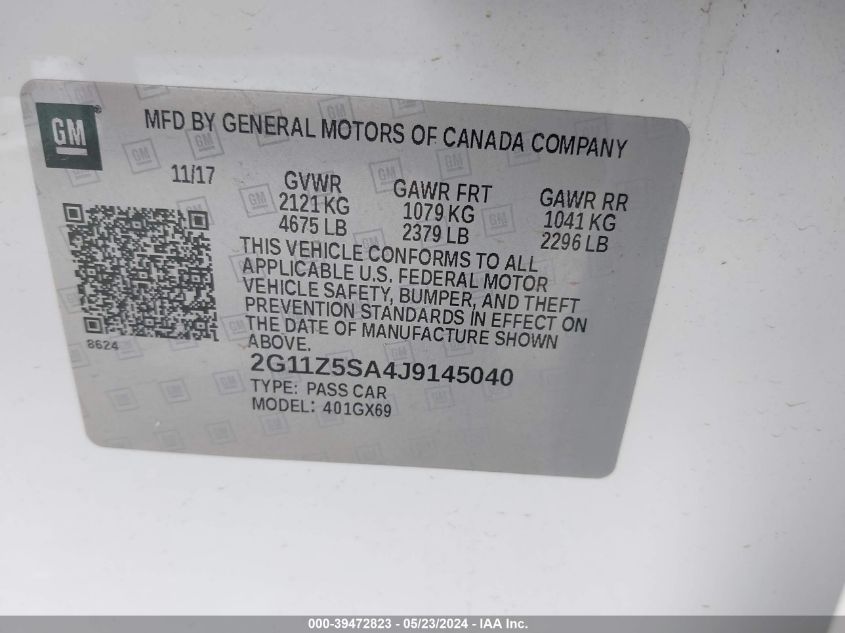 GM®
MFD BY GENERAL MOTORS OF CANADA COMPANY
11/17
GVWR
2121 KG
4675 LB
GAWR FRT
1079 KG
2379 LB
GAWR RR
1041 KG
2296 LB
THIS VEHICLE CONFORMS TO ALL
APPLICABLE U.S. FEDERAL MOTOR
VEHICLE SAFETY, BUMPER, AND THEFT
PREVENTION STANDARDS IN EFFECT ON
THE DATE OF MANUFACTURE SHOWN
ABOVE.
8624
2G11Z5SA4J9145040
TYPE: PASS CAR
MODEL: 401GX69
000-39472823 - 05/23/2024 - IAA Inc.